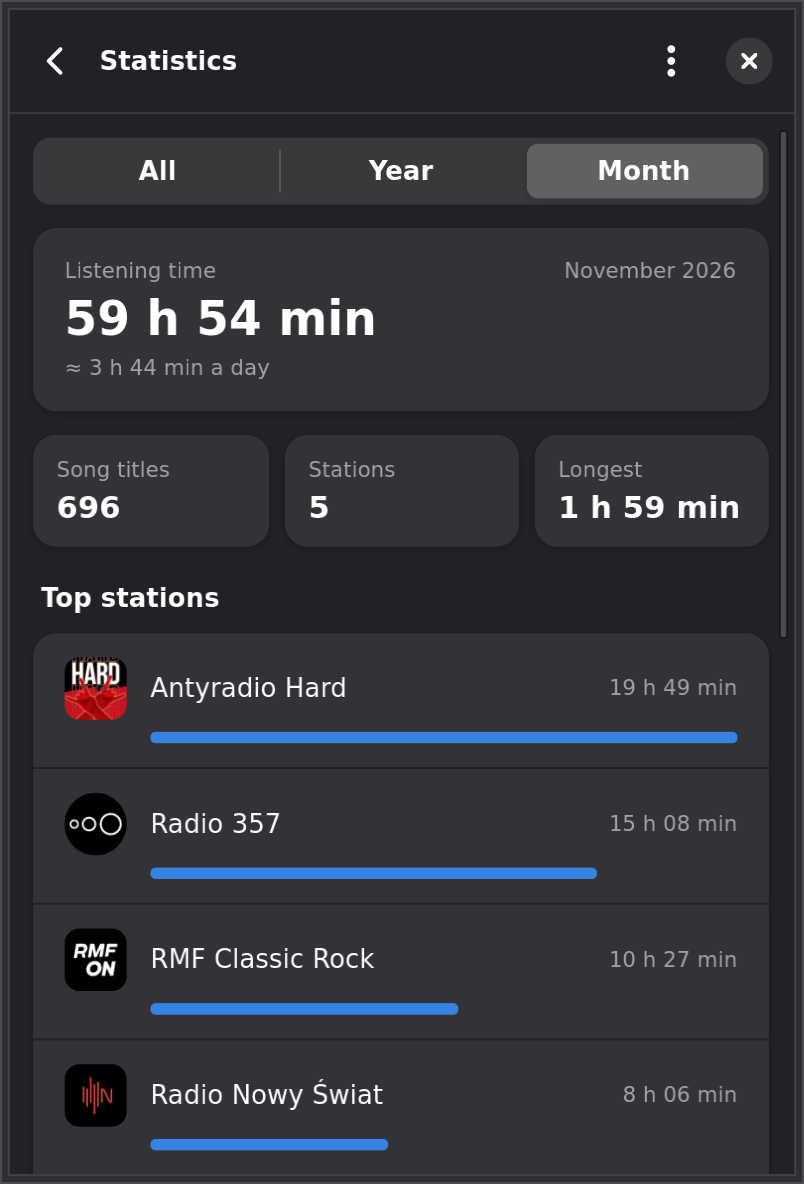 Statistics
All Year Month
Listening time November 2026
59 h 54 min
≈ 3 h 44 min a day
Song titles Stations Longest
696 5 1 h 59 min
Top stations
HARD
Antyradio Hard 19 h 49 min
Radio 357 15 h 08 min
RMF
ON
RMF Classic Rock 10 h 27 min
N
Radio Nowy Świat 8 h 06 min